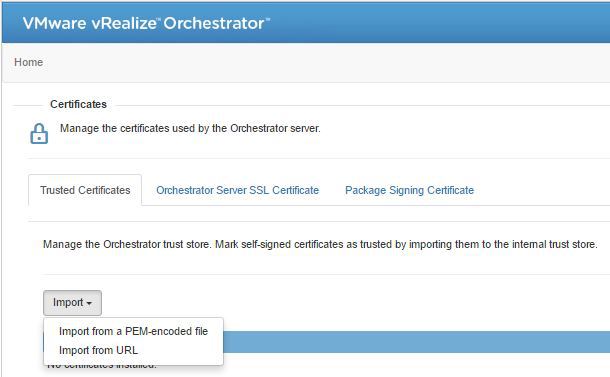 VMware vRealize™ Orchestrator™
Home
Certificates
Manage the certificates used by the Orchestrator server.
Trusted Certificates Orchestrator Server SSL Certificate Package Signing Certificate
Manage the Orchestrator trust store. Mark self-signed certificates as trusted by importing them to the internal trust store.
Import
Import from a PEM-encoded file
Import from URL
No certificates installed.